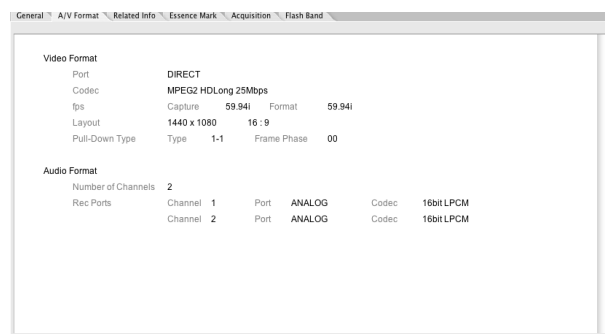 General A/V Format Related Info Essence Mark Acquisition Flash Band
Video Format
Port DIRECT
Codec MPEG2 HDLong 25Mbps
fps Capture 59.94i Format 59.94i
Layout 1440 x 1080 16 : 9
Pull-Down Type Type 1-1 Frame Phase 00
Audio Format
Number of Channels 2
Rec Ports Channel 1 Port ANALOG Codec 16bit LPCM
Channel 2 Port ANALOG Codec 16bit LPCM